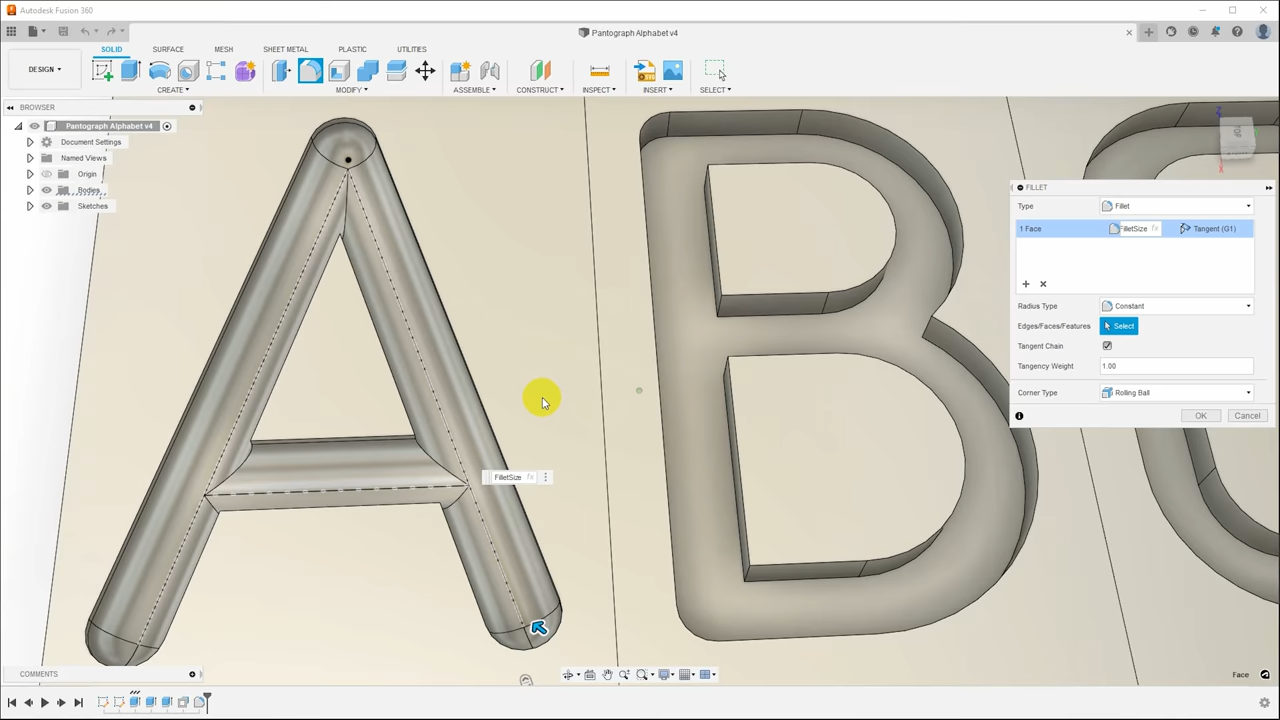 Autodesk Fusion 360
Pantograph Alphabet v4
DESIGN
SOLID SURFACE MESH SHEET METAL PLASTIC UTILITIES
CREATE MODIFY ASSEMBLE CONSTRUCT INSPECT INSERT SELECT
BROWSER
Pantograph Alphabet v4
Document Settings
Named Views
Origin
Bodies
Sketches
TOP
Z
X
FILLET
Type Fillet
1 Face FilletSize fx Tangent (G1)
Radius Type Constant
Edges/Faces/Features Select
Tangent Chain
Tangency Weight 1.00
Corner Type Rolling Ball
OK Cancel
A B
FilletSize fx
COMMENTS
Face